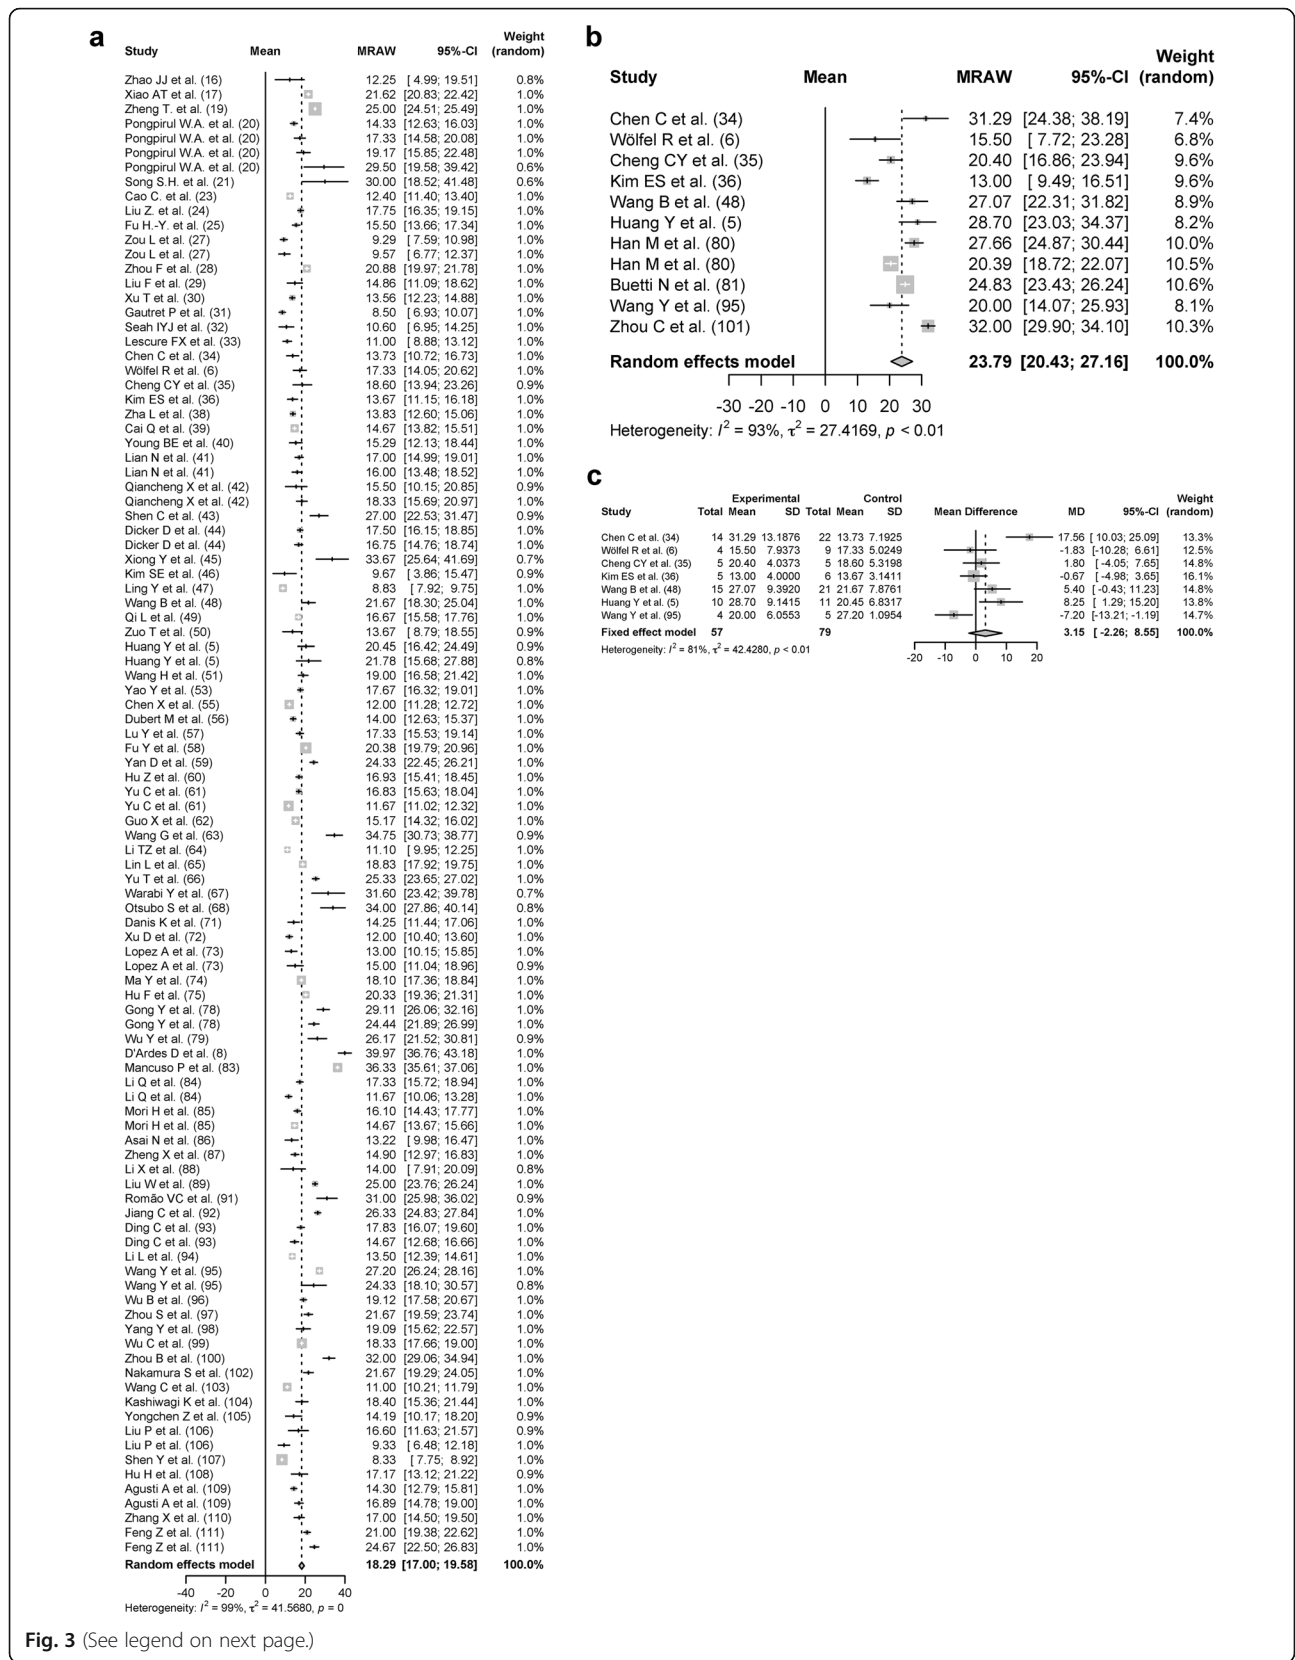 a
Study Mean MRAW 95%-CI Weight (random)
Zhao JJ et al. (16) 12.25 [ 4.99; 19.51] 0.8%
Xiao AT et al. (17) 21.62 [20.83; 22.42] 1.0%
Zheng T. et al. (19) 25.00 [24.51; 25.49] 1.0%
Pongpirul W.A. et al. (20) 14.33 [12.63; 16.03] 1.0%
Pongpirul W.A. et al. (20) 17.33 [14.58; 20.08] 1.0%
Pongpirul W.A. et al. (20) 19.17 [15.85; 22.48] 1.0%
Pongpirul W.A. et al. (20) 29.50 [19.58; 39.42] 0.6%
Song S.H. et al. (21) 30.00 [18.52; 41.48] 0.6%
Cao C. et al. (23) 12.40 [11.40; 13.40] 1.0%
Liu Z. et al. (24) 17.75 [16.35; 19.15] 1.0%
Fu H.-Y. et al. (25) 15.50 [13.66; 17.34] 1.0%
Zou L et al. (27) 9.29 [ 7.59; 10.98] 1.0%
Zou L et al. (27) 9.57 [ 6.77; 12.37] 1.0%
Zhou F et al. (28) 20.88 [19.97; 21.78] 1.0%
Liu F et al. (29) 14.86 [11.09; 18.62] 1.0%
Xu T et al. (30) 13.56 [12.23; 14.88] 1.0%
Gautret P et al. (31) 8.50 [ 6.93; 10.07] 1.0%
Seah IYJ et al. (32) 10.60 [ 6.95; 14.25] 1.0%
Lescure FX et al. (33) 11.00 [ 8.88; 13.12] 1.0%
Chen C et al. (34) 13.73 [10.72; 16.73] 1.0%
Wölfel R et al. (6) 17.33 [14.05; 20.62] 1.0%
Cheng CY et al. (35) 18.60 [13.94; 23.26] 0.9%
Kim ES et al. (36) 13.67 [11.15; 16.18] 1.0%
Zha L et al. (38) 13.83 [12.60; 15.06] 1.0%
Cai Q et al. (39) 14.67 [13.82; 15.51] 1.0%
Young BE et al. (40) 15.29 [12.13; 18.44] 1.0%
Lian N et al. (41) 17.00 [14.99; 19.01] 1.0%
Lian N et al. (41) 16.00 [13.48; 18.52] 1.0%
Qiancheng X et al. (42) 15.50 [10.15; 20.85] 0.9%
Qiancheng X et al. (42) 18.33 [15.69; 20.97] 1.0%
Shen C et al. (43) 27.00 [22.53; 31.47] 0.9%
Dicker D et al. (44) 17.50 [16.15; 18.85] 1.0%
Dicker D et al. (44) 16.75 [14.76; 18.74] 1.0%
Xiong Y et al. (45) 33.67 [25.64; 41.69] 0.7%
Kim SE et al. (46) 9.67 [ 3.86; 15.47] 0.9%
Ling Y et al. (47) 8.83 [ 7.92; 9.75] 1.0%
Wang B et al. (48) 21.67 [18.30; 25.04] 1.0%
Qi L et al. (49) 16.67 [15.58; 17.76] 1.0%
Zuo T et al. (50) 13.67 [ 8.79; 18.55] 0.9%
Huang Y et al. (5) 20.45 [16.42; 24.49] 0.9%
Huang Y et al. (5) 21.78 [15.68; 27.88] 0.8%
Wang H et al. (51) 19.00 [16.58; 21.42] 1.0%
Yao Y et al. (53) 17.67 [16.32; 19.01] 1.0%
Chen X et al. (55) 12.00 [11.28; 12.72] 1.0%
Dubert M et al. (56) 14.00 [12.63; 15.37] 1.0%
Lu Y et al. (57) 17.33 [15.53; 19.14] 1.0%
Fu Y et al. (58) 20.38 [19.79; 20.96] 1.0%
Yan D et al. (59) 24.33 [22.45; 26.21] 1.0%
Hu Z et al. (60) 16.93 [15.41; 18.45] 1.0%
Yu C et al. (61) 16.83 [15.63; 18.04] 1.0%
Yu C et al. (61) 11.67 [11.02; 12.32] 1.0%
Guo X et al. (62) 15.17 [14.32; 16.02] 1.0%
Wang G et al. (63) 34.75 [30.73; 38.77] 0.9%
Li TZ et al. (64) 11.10 [ 9.95; 12.25] 1.0%
Lin L et al. (65) 18.83 [17.92; 19.75] 1.0%
Yu T et al. (66) 25.33 [23.65; 27.02] 1.0%
Warabi Y et al. (67) 31.60 [23.42; 39.78] 0.7%
Otsubo S et al. (68) 34.00 [27.86; 40.14] 0.8%
Danis K et al. (71) 14.25 [11.44; 17.06] 1.0%
Xu D et al. (72) 12.00 [10.40; 13.60] 1.0%
Lopez A et al. (73) 13.00 [10.15; 15.85] 1.0%
Lopez A et al. (73) 15.00 [11.04; 18.96] 0.9%
Ma Y et al. (74) 18.10 [17.36; 18.84] 1.0%
Hu F et al. (75) 20.33 [19.36; 21.31] 1.0%
Gong Y et al. (78) 29.11 [26.06; 32.16] 1.0%
Gong Y et al. (78) 24.44 [21.89; 26.99] 1.0%
Wu Y et al. (79) 26.17 [21.52; 30.81] 0.9%
D'Ardes D et al. (8) 39.97 [36.76; 43.18] 1.0%
Mancuso P et al. (83) 36.33 [35.61; 37.06] 1.0%
Li Q et al. (84) 17.33 [15.72; 18.94] 1.0%
Li Q et al. (84) 11.67 [10.06; 13.28] 1.0%
Mori H et al. (85) 16.10 [14.43; 17.77] 1.0%
Mori H et al. (85) 14.67 [13.67; 15.66] 1.0%
Asai N et al. (86) 13.22 [ 9.98; 16.47] 1.0%
Zheng X et al. (87) 14.90 [12.97; 16.83] 1.0%
Li X et al. (88) 14.00 [ 7.91; 20.09] 0.8%
Liu W et al. (89) 25.00 [23.76; 26.24] 1.0%
Romão VC et al. (91) 31.00 [25.98; 36.02] 0.9%
Jiang C et al. (92) 26.33 [24.83; 27.84] 1.0%
Ding C et al. (93) 17.83 [16.07; 19.60] 1.0%
Ding C et al. (93) 14.67 [12.68; 16.66] 1.0%
Li L et al. (94) 13.50 [12.39; 14.61] 1.0%
Wang Y et al. (95) 27.20 [26.24; 28.16] 1.0%
Wang Y et al. (95) 24.33 [18.10; 30.57] 0.8%
Wu B et al. (96) 19.12 [17.58; 20.67] 1.0%
Zhou S et al. (97) 21.67 [19.59; 23.74] 1.0%
Yang Y et al. (98) 19.09 [15.62; 22.57] 1.0%
Wu C et al. (99) 18.33 [17.66; 19.00] 1.0%
Zhou B et al. (100) 32.00 [29.06; 34.94] 1.0%
Nakamura S et al. (102) 21.67 [19.29; 24.05] 1.0%
Wang C et al. (103) 11.00 [10.21; 11.79] 1.0%
Kashiwagi K et al. (104) 18.40 [15.36; 21.44] 1.0%
Yongchen Z et al. (105) 14.19 [10.17; 18.20] 0.9%
Liu P et al. (106) 16.60 [11.63; 21.57] 0.9%
Liu P et al. (106) 9.33 [ 6.48; 12.18] 1.0%
Shen Y et al. (107) 8.33 [ 7.75; 8.92] 1.0%
Hu H et al. (108) 17.17 [13.12; 21.22] 0.9%
Agusti A et al. (109) 14.30 [12.79; 15.81] 1.0%
Agusti A et al. (109) 16.89 [14.78; 19.00] 1.0%
Zhang X et al. (110) 17.00 [14.50; 19.50] 1.0%
Feng Z et al. (111) 21.00 [19.38; 22.62] 1.0%
Feng Z et al. (111) 24.67 [22.50; 26.83] 1.0%
Random effects model 18.29 [17.00; 19.58] 100.0%
-40 -20 0 20 40
Heterogeneity: I² = 99%, τ² = 41.5680, p = 0
b
Study Mean MRAW 95%-CI Weight (random)
Chen C et al. (34) 31.29 [24.38; 38.19] 7.4%
Wölfel R et al. (6) 15.50 [ 7.72; 23.28] 6.8%
Cheng CY et al. (35) 20.40 [16.86; 23.94] 9.6%
Kim ES et al. (36) 13.00 [ 9.49; 16.51] 9.6%
Wang B et al. (48) 27.07 [22.31; 31.82] 8.9%
Huang Y et al. (5) 28.70 [23.03; 34.37] 8.2%
Han M et al. (80) 27.66 [24.87; 30.44] 10.0%
Han M et al. (80) 20.39 [18.72; 22.07] 10.5%
Buetti N et al. (81) 24.83 [23.43; 26.24] 10.6%
Wang Y et al. (95) 20.00 [14.07; 25.93] 8.1%
Zhou C et al. (101) 32.00 [29.90; 34.10] 10.3%
Random effects model 23.79 [20.43; 27.16] 100.0%
-30 -20 -10 0 10 20 30
Heterogeneity: I² = 93%, τ² = 27.4169, p < 0.01
c
Experimental Control Weight
Study Total Mean SD Total Mean SD Mean Difference MD 95%-CI (random)
Chen C et al. (34) 14 31.29 13.1876 22 13.73 7.1925 17.56 [ 10.03; 25.09] 13.3%
Wölfel R et al. (6) 4 15.50 7.9373 9 17.33 5.0249 -1.83 [-10.28; 6.61] 12.5%
Cheng CY et al. (35) 5 20.40 4.0373 5 18.60 5.3198 1.80 [ -4.05; 7.65] 14.8%
Kim ES et al. (36) 5 13.00 4.0000 6 13.67 3.1411 -0.67 [ -4.98; 3.65] 16.1%
Wang B et al. (48) 15 27.07 9.3920 21 21.67 7.8761 5.40 [ -0.43; 11.23] 14.8%
Huang Y et al. (5) 10 28.70 9.1415 11 20.45 6.8317 8.25 [ 1.29; 15.20] 13.8%
Wang Y et al. (95) 4 20.00 6.0553 5 27.20 1.0954 -7.20 [-13.21; -1.19] 14.7%
Fixed effect model 57 79 3.15 [ -2.26; 8.55] 100.0%
Heterogeneity: I² = 81%, τ² = 42.4280, p < 0.01
-20 -10 0 10 20
Fig. 3 (See legend on next page.)